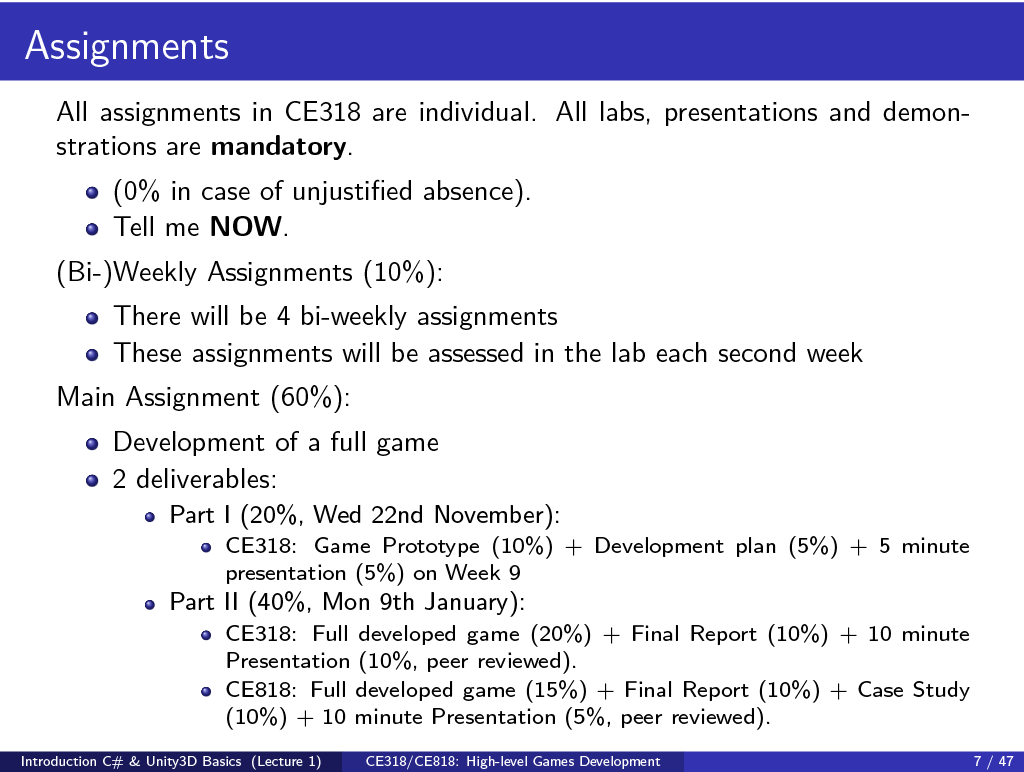 Assignments
All assignments in CE318 are individual. All labs, presentations and demon-
strations are mandatory.
(0% in case of unjustified absence).
Tell me NOW.
(Bi-)Weekly Assignments (10%):
There will be 4 bi-weekly assignments
These assignments will be assessed in the lab each second week
Main Assignment (60%):
Development of a full game
2 deliverables:
Part I (20%, Wed 22nd November):
CE318: Game Prototype (10%) + Development plan (5%) + 5 minute
presentation (5%) on Week 9
Part II (40%, Mon 9th January):
CE318: Full developed game (20%) + Final Report (10%) + 10 minute
Presentation (10%, peer reviewed).
CE818: Full developed game (15%) + Final Report (10%) + Case Study
(10%) + 10 minute Presentation (5%, peer reviewed).
Introduction C# & Unity3D Basics (Lecture 1) CE318/CE818: High-level Games Development 7 / 47